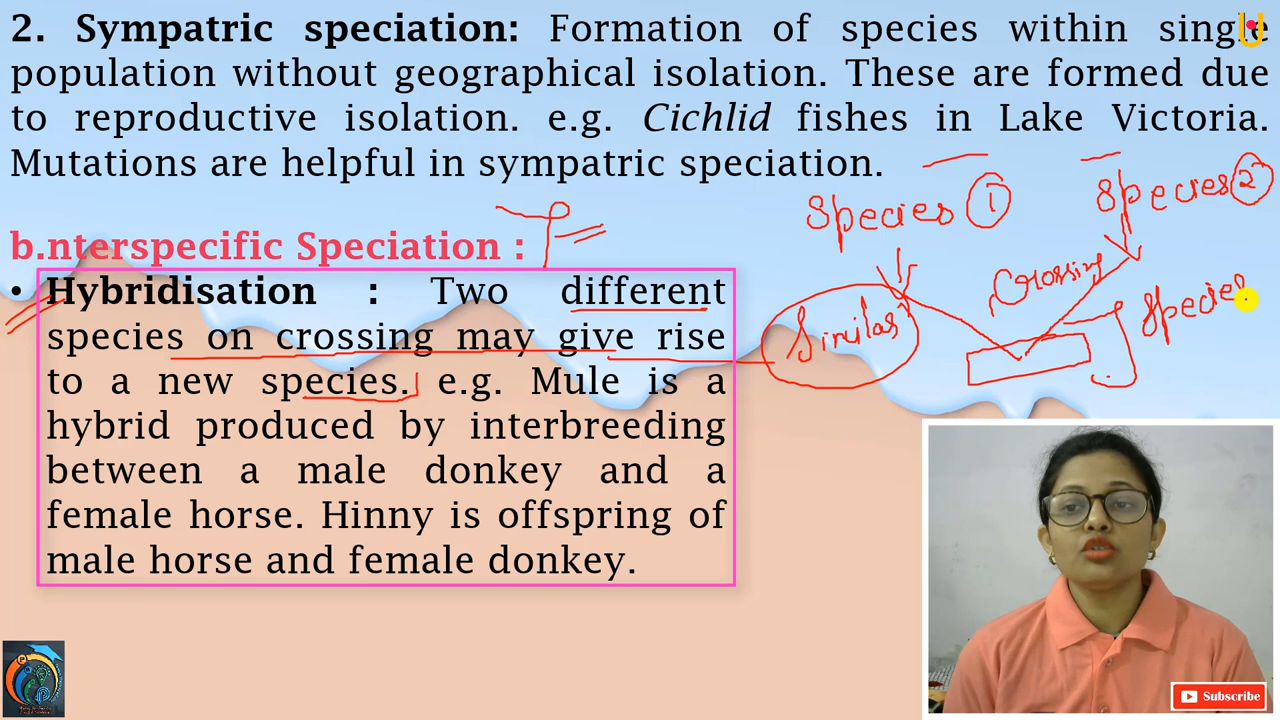 2. Sympatric speciation: Formation of species within single
population without geographical isolation. These are formed due
to reproductive isolation. e.g. Cichlid fishes in Lake Victoria.
Mutations are helpful in sympatric speciation.
Species 1
Species 2
b.nterspecific Speciation :
• Hybridisation : Two different
species on crossing may give rise
to a new species. e.g. Mule is a
hybrid produced by interbreeding
between a male donkey and a
female horse. Hinny is offspring of
male horse and female donkey.
Crossing
Similar
Species
Subscribe